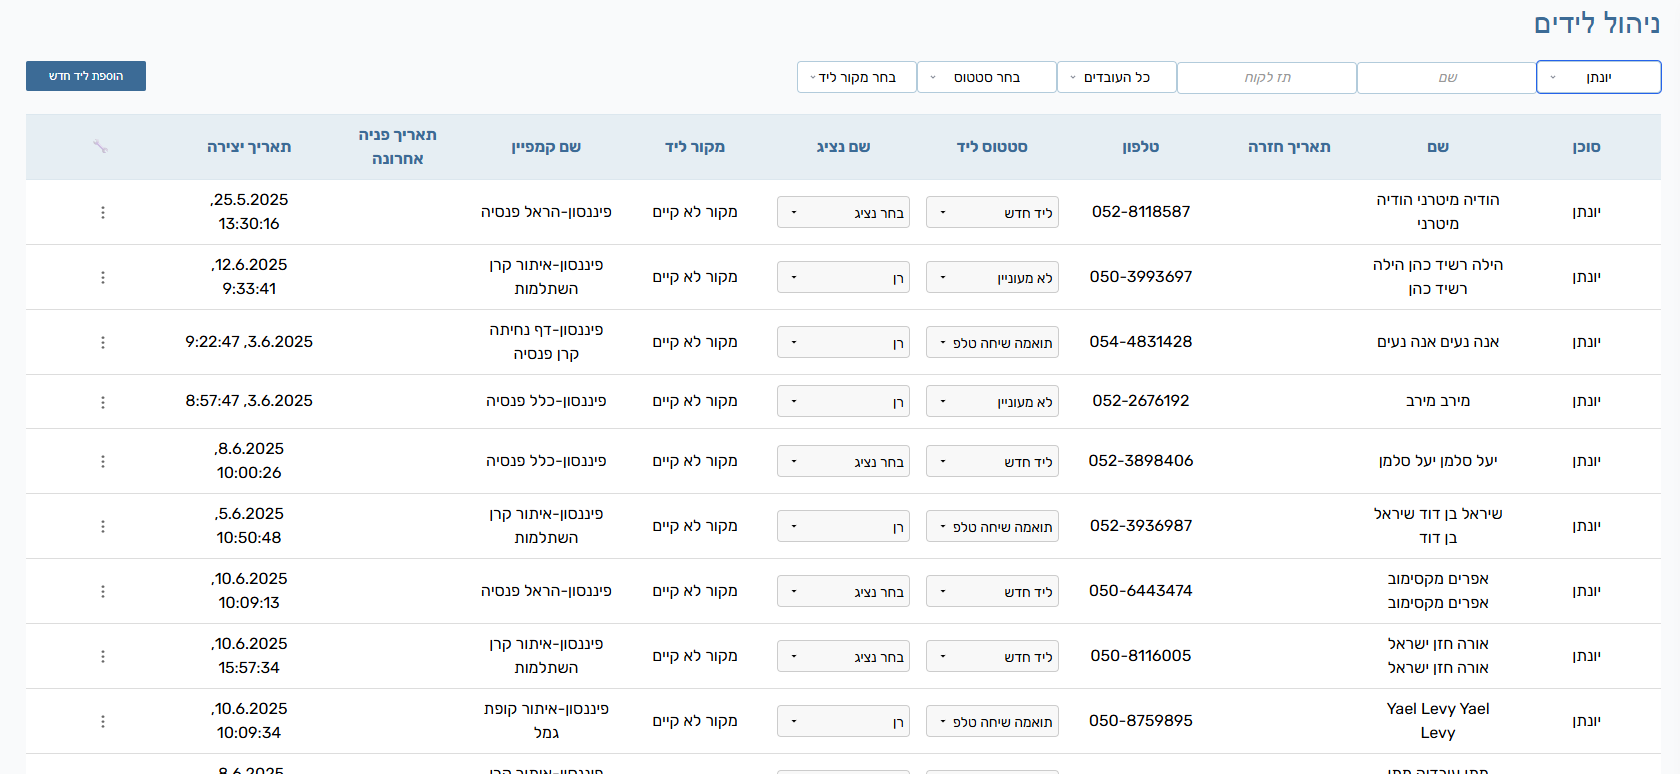 ניהול לידים
יונתן שם תז לקוח כל העובדים בחר סטטוס בחר מקור ליד הוספת ליד חדש
סוכן שם תאריך חזרה טלפון סטטוס ליד שם נציג מקור ליד שם קמפיין תאריך פניה אחרונה תאריך יצירה
יונתן הודיה מיטרני הודיה מיטרני 052-8118587 ליד חדש בחר נציג מקור לא קיים פיננסון-הראל פנסיה 25.5.2025, 13:30:16
יונתן הילה רשיד כהן הילה רשיד כהן 050-3993697 לא מעוניין רן מקור לא קיים פיננסון-איתור קרן השתלמות 12.6.2025, 9:33:41
יונתן אנה נעים אנה נעים 054-4831428 תואמה שיחה טלפ רן מקור לא קיים פיננסון-דף נחיתה קרן פנסיה 3.6.2025, 9:22:47
יונתן מירב מירב 052-2676192 לא מעוניין רן מקור לא קיים פיננסון-כלל פנסיה 3.6.2025, 8:57:47
יונתן יעל סלמן יעל סלמן 052-3898406 ליד חדש בחר נציג מקור לא קיים פיננסון-כלל פנסיה 8.6.2025, 10:00:26
יונתן שיראל בן דוד שיראל בן דוד 052-3936987 תואמה שיחה טלפ רן מקור לא קיים פיננסון-איתור קרן השתלמות 5.6.2025, 10:50:48
יונתן אפרים מקסימוב אפרים מקסימוב 050-6443474 ליד חדש בחר נציג מקור לא קיים פיננסון-הראל פנסיה 10.6.2025, 10:09:13
יונתן אורה חזן ישראל אורה חזן ישראל 050-8116005 ליד חדש בחר נציג מקור לא קיים פיננסון-איתור קרן השתלמות 10.6.2025, 15:57:34
יונתן Yael Levy Yael Levy 050-8759895 תואמה שיחה טלפ רן מקור לא קיים פיננסון-איתור קופת גמל 10.6.2025, 10:09:34